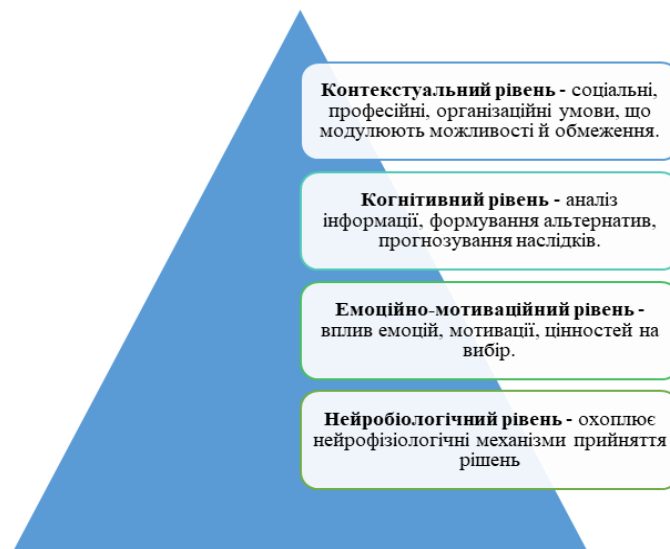 Контекстуальний рівень - соціальні,
професійні, організаційні умови, що
модулюють можливості й обмеження.
Когнітивний рівень - аналіз
інформації, формування альтернатив,
прогнозування наслідків.
Емоційно-мотиваційний рівень -
вплив емоцій, мотивації, цінностей на
вибір.
Нейробіологічний рівень - охоплює
нейрофізіологічні механізми прийняття
рішень